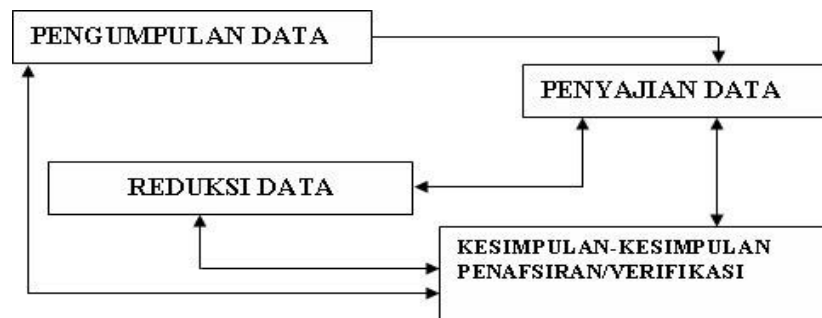 PENGUMPULAN DATA
PENYAJIAN DATA
REDUKSI DATA
KESIMPULAN-KESIMPULAN
PENAFSIRAN/VERIFIKASI